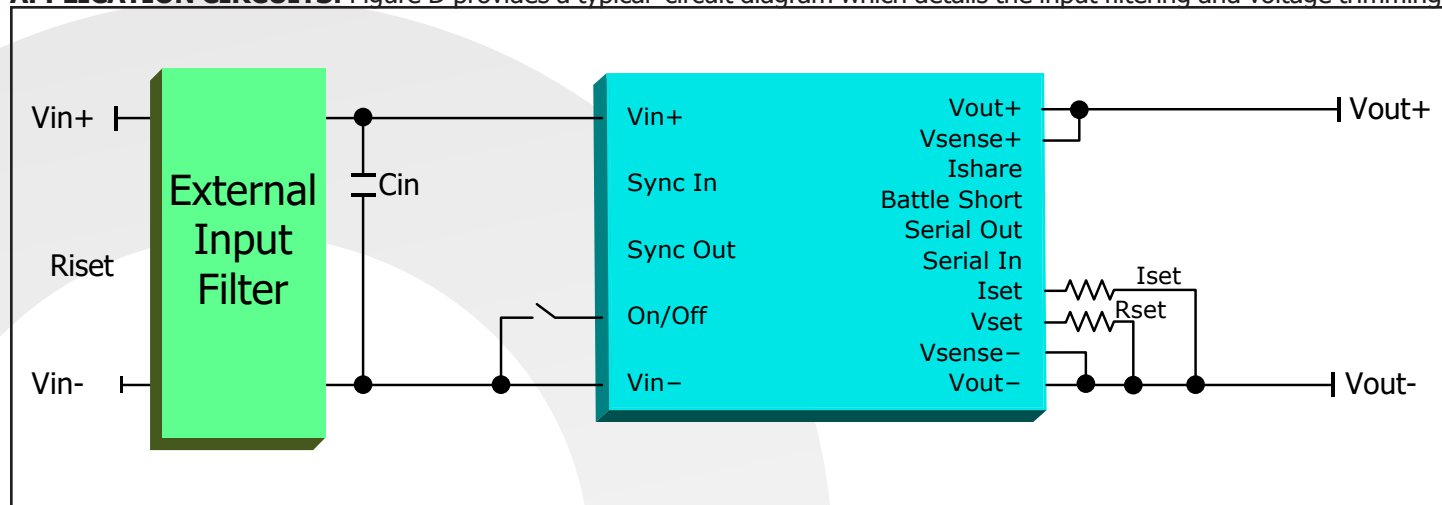 APPLICATION CIRCUITS: Figure D provides a typical circuit diagram which details the input filtering and voltage trimming
Vin+
Riset
Vin-
External
Input
Filter
Cin
Vin+
Sync In
Sync Out
On/Off
Vin−
Vout+
Vsense+
Ishare
Battle Short
Serial Out
Serial In
Iset
Vset
Vsense−
Vout−
Iset
Rset
Vout+
Vout-